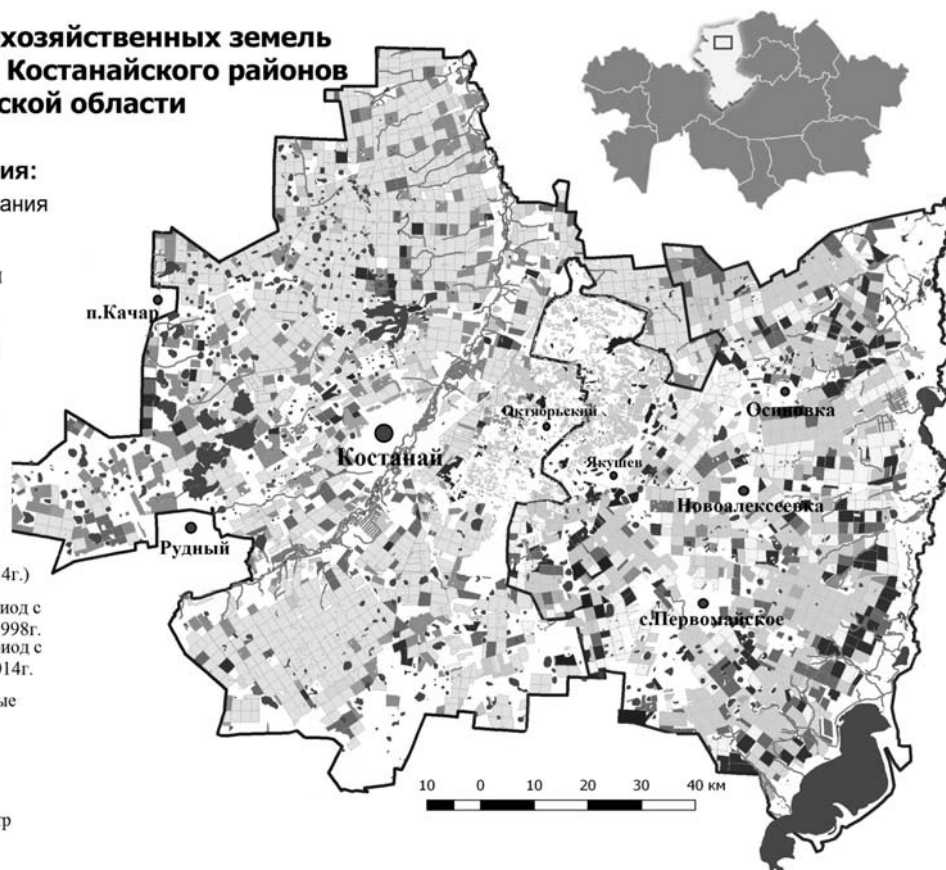 хозяйственных земель
Костанайского районов
ской области
ия:
ания
п.Качар
Октябрьский
Осиновка
Костанай
Якушев
Новоалексеевка
Рудный
4г.)
с.Первомайское
иод с
998г.
иод с
014г.
ые
10 0 10 20 30 40 км